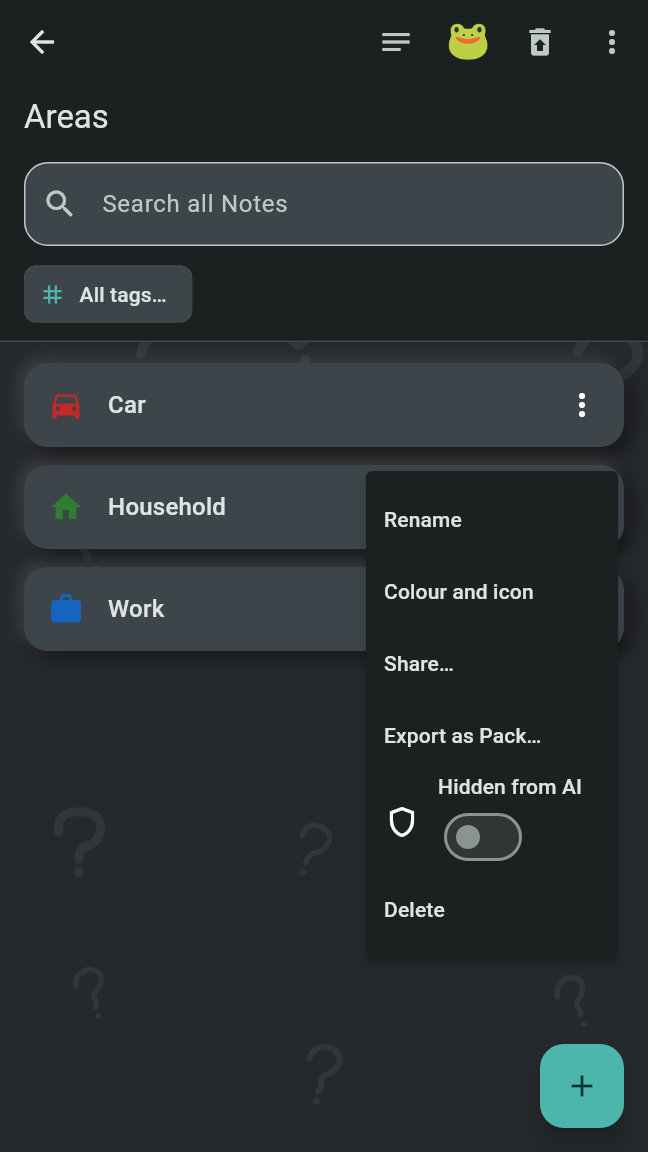 Areas
Search all Notes
All tags…
Car
Household
Work
Rename
Colour and icon
Share…
Export as Pack…
Hidden from AI
Delete